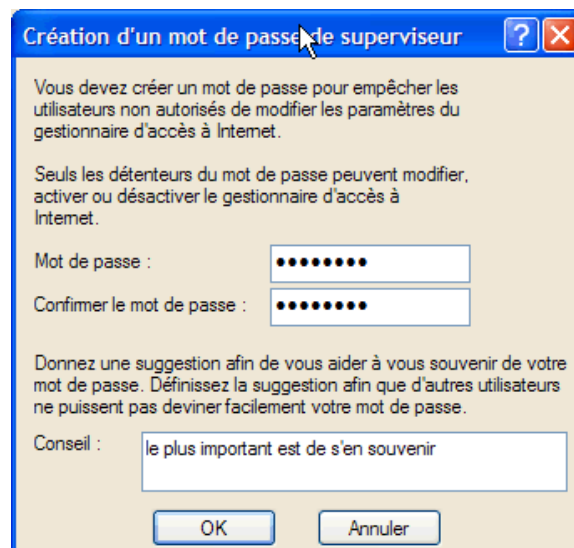 Création d'un mot de passe de superviseur
Vous devez créer un mot de passe pour empêcher les
utilisateurs non autorisés de modifier les paramètres du
gestionnaire d'accès à Internet.
Seuls les détenteurs du mot de passe peuvent modifier,
activer ou désactiver le gestionnaire d'accès à
Internet.
Mot de passe : ••••••••
Confirmer le mot de passe : ••••••••
Donnez une suggestion afin de vous aider à vous souvenir de votre
mot de passe. Définissez la suggestion afin que d'autres utilisateurs
ne puissent pas deviner facilement votre mot de passe.
Conseil : le plus important est de s'en souvenir
OK Annuler